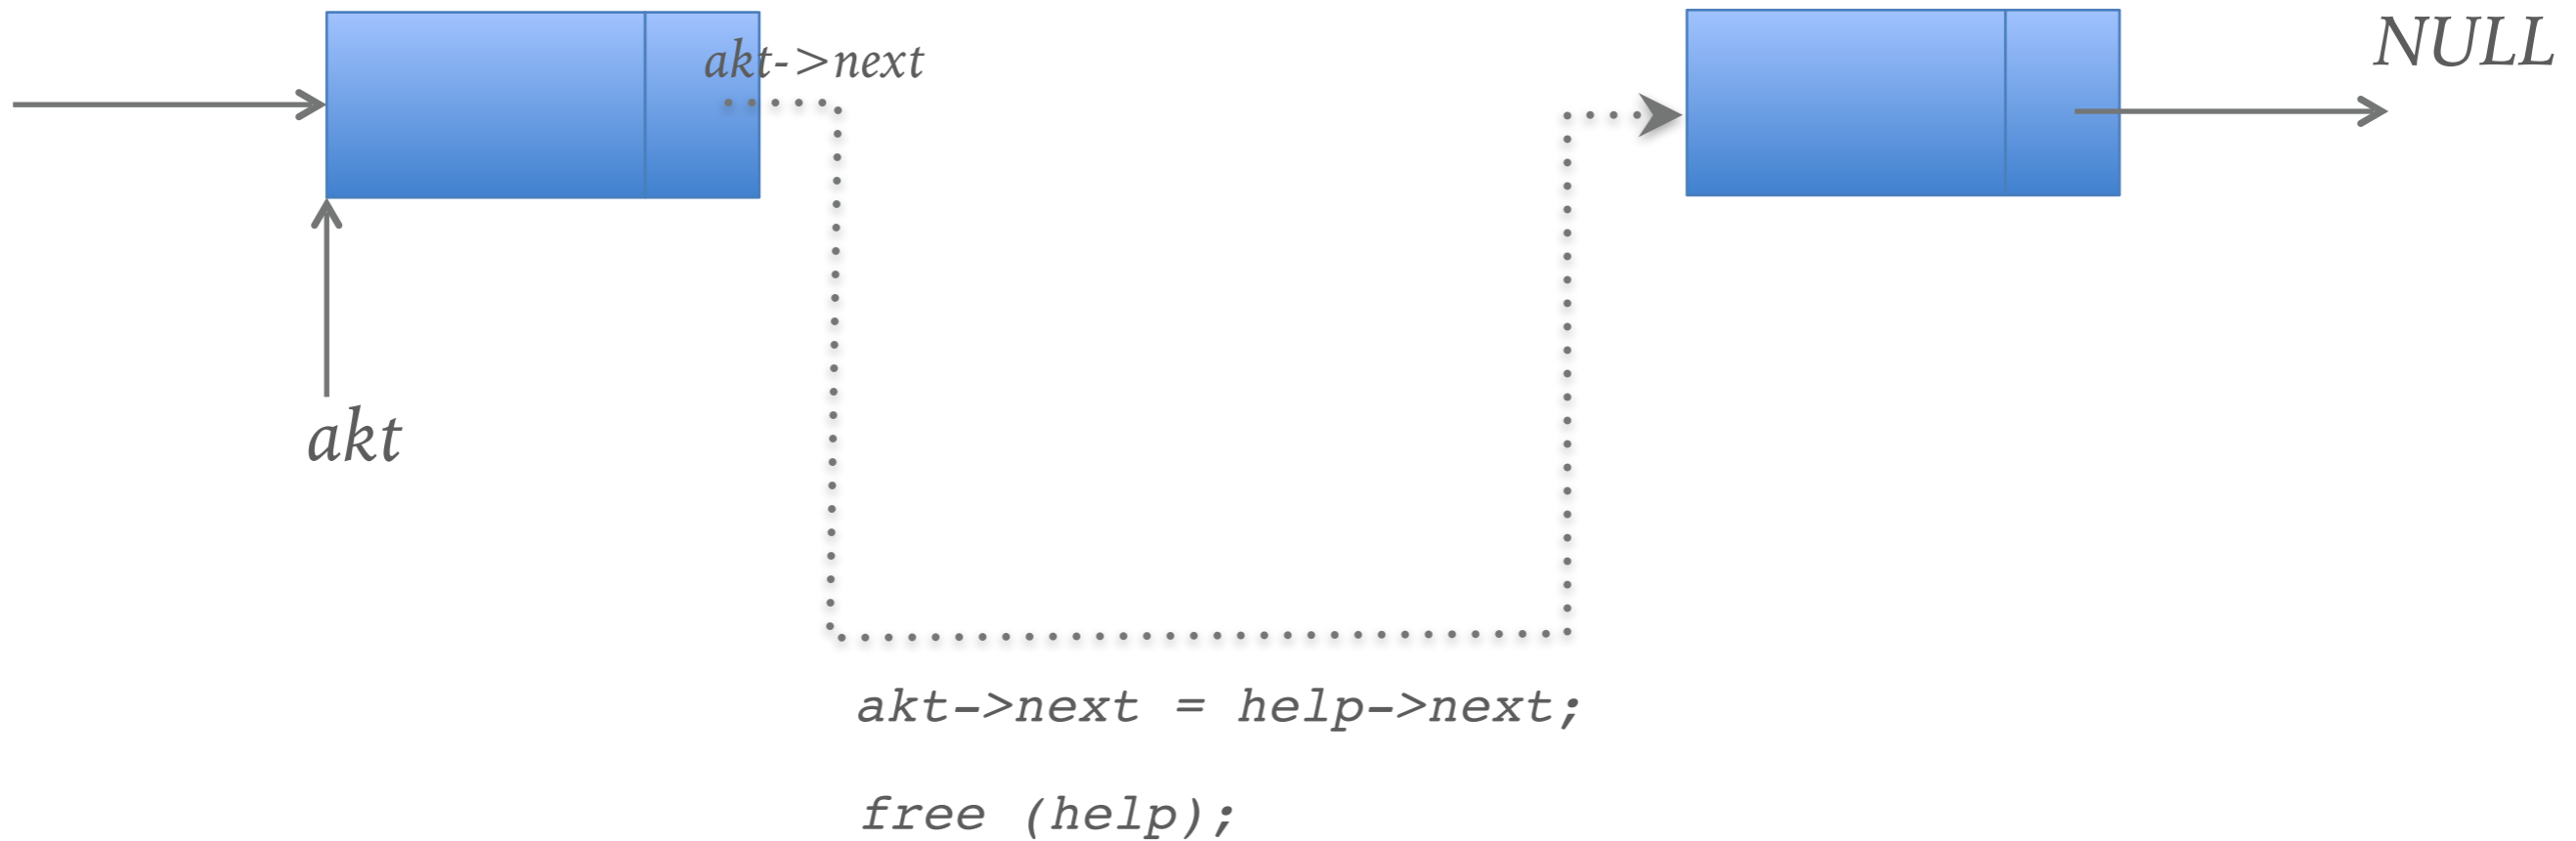 akt->next
NULL
akt
akt->next = help->next;
free (help);